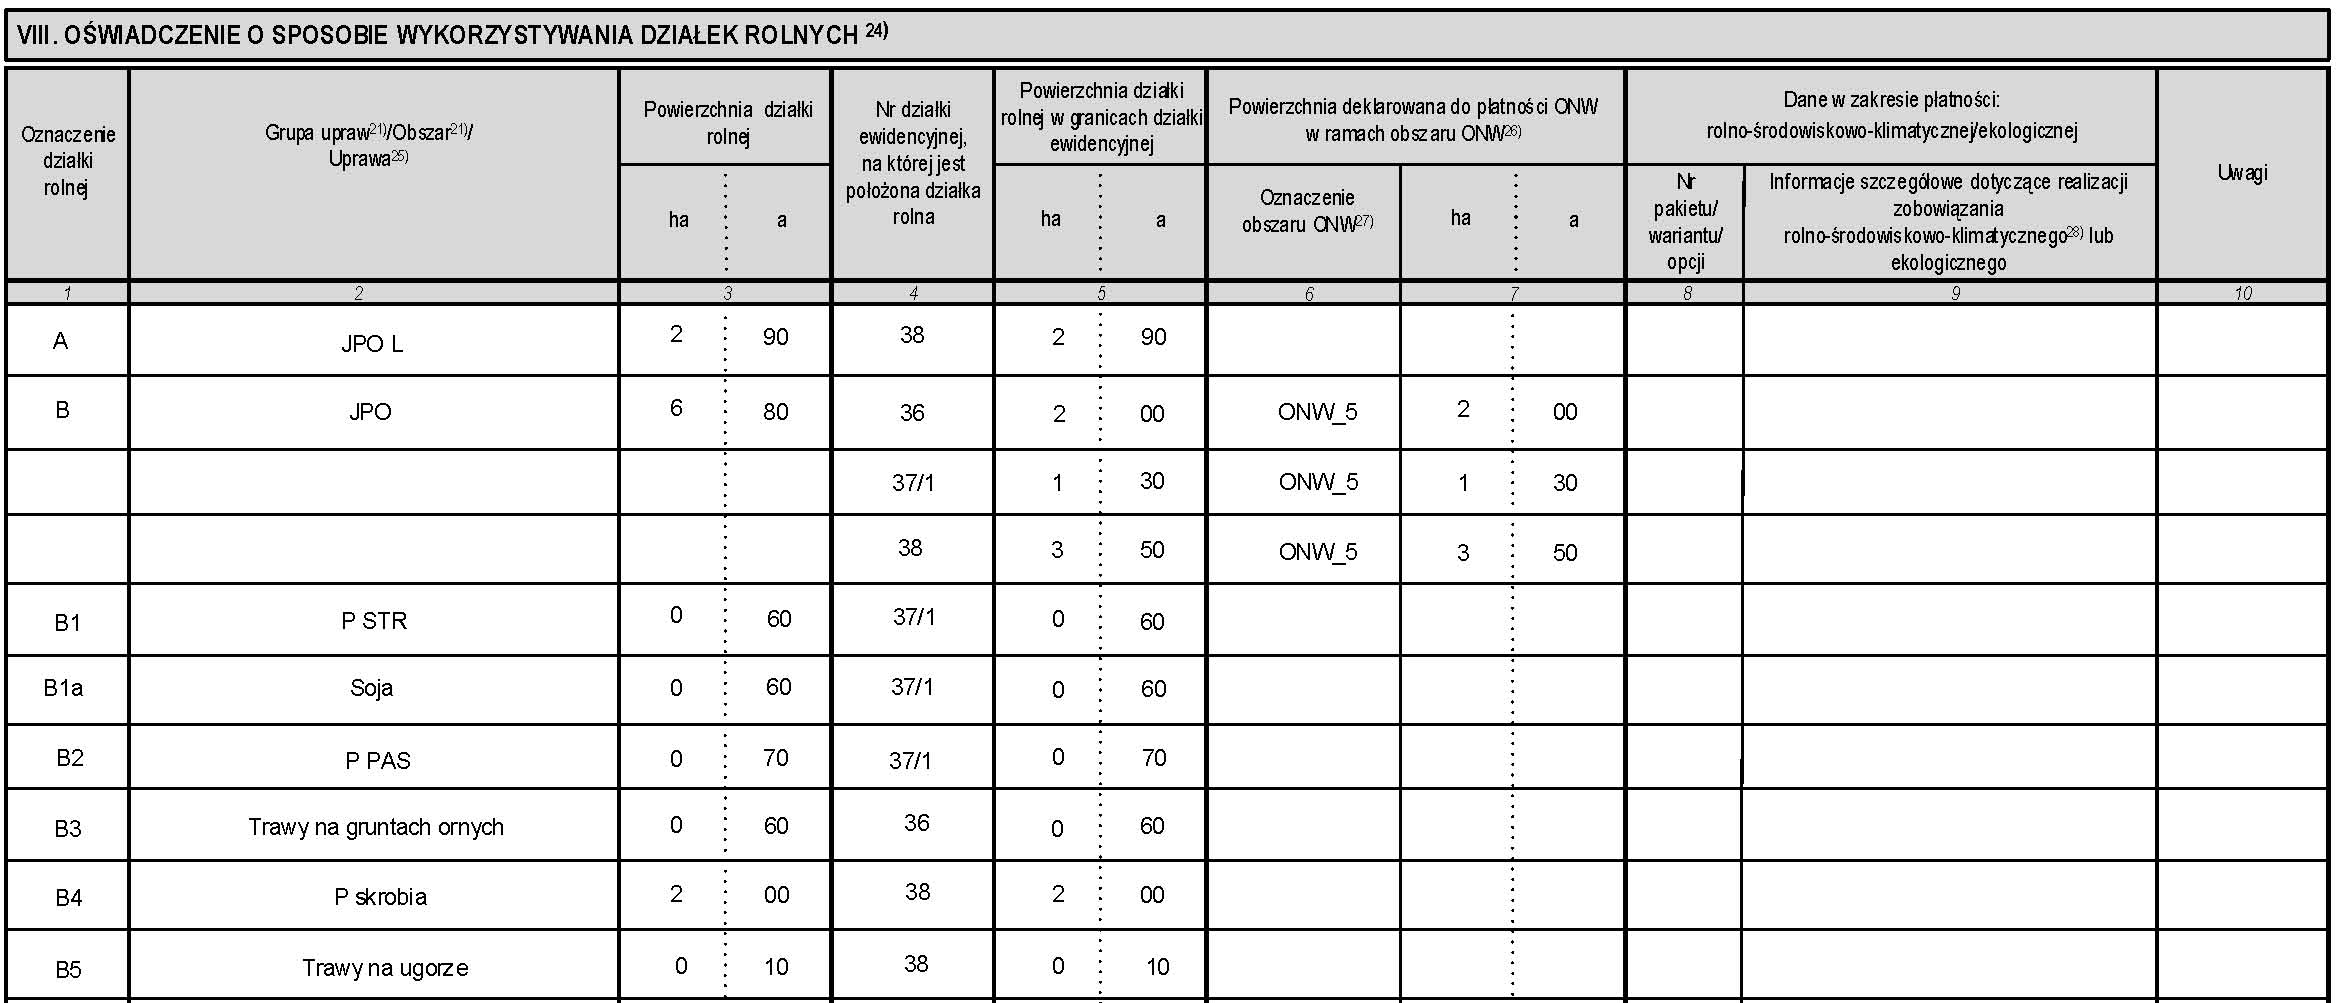 VIII. OŚWIADCZENIE O SPOSOBIE WYKORZYSTYWANIA DZIAŁEK ROLNYCH 24)
Oznaczenie
działki
rolnej
Grupa upraw21)/Obszar21)/
Uprawa25)
Powierzchnia działki
rolnej
ha a
Nr działki
ewidencyjnej,
na której jest
położona działka
rolna
Powierzchnia działki
rolnej w granicach działki
ewidencyjnej
ha a
Powierzchnia deklarowana do płatności ONW
w ramach obszaru ONW26)
Oznaczenie
obszaru ONW27)
ha a
Dane w zakresie płatności:
rolno-środowiskowo-klimatycznej/ekologicznej
Nr
pakietu/
wariantu/
opcji
Informacje szczegółowe dotyczące realizacji
zobowiązania
rolno-środowiskowo-klimatycznego28) lub
ekologicznego
Uwagi
1 2 3 4 5 6 7 8 9 10
A JPO L 2 90 38 2 90
B JPO 6 80 36 2 00 ONW_5 2 00
37/1 1 30 ONW_5 1 30
38 3 50 ONW_5 3 50
B1 P STR 0 60 37/1 0 60
B1a Soja 0 60 37/1 0 60
B2 P PAS 0 70 37/1 0 70
B3 Trawy na gruntach ornych 0 60 36 0 60
B4 P skrobia 2 00 38 2 00
B5 Trawy na ugorze 0 10 38 0 10